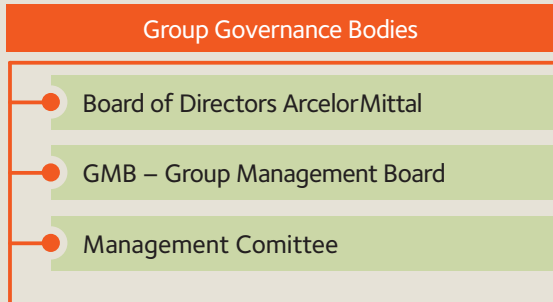 Group Governance Bodies
Board of Directors ArcelorMittal
GMB – Group Management Board
Management Comittee